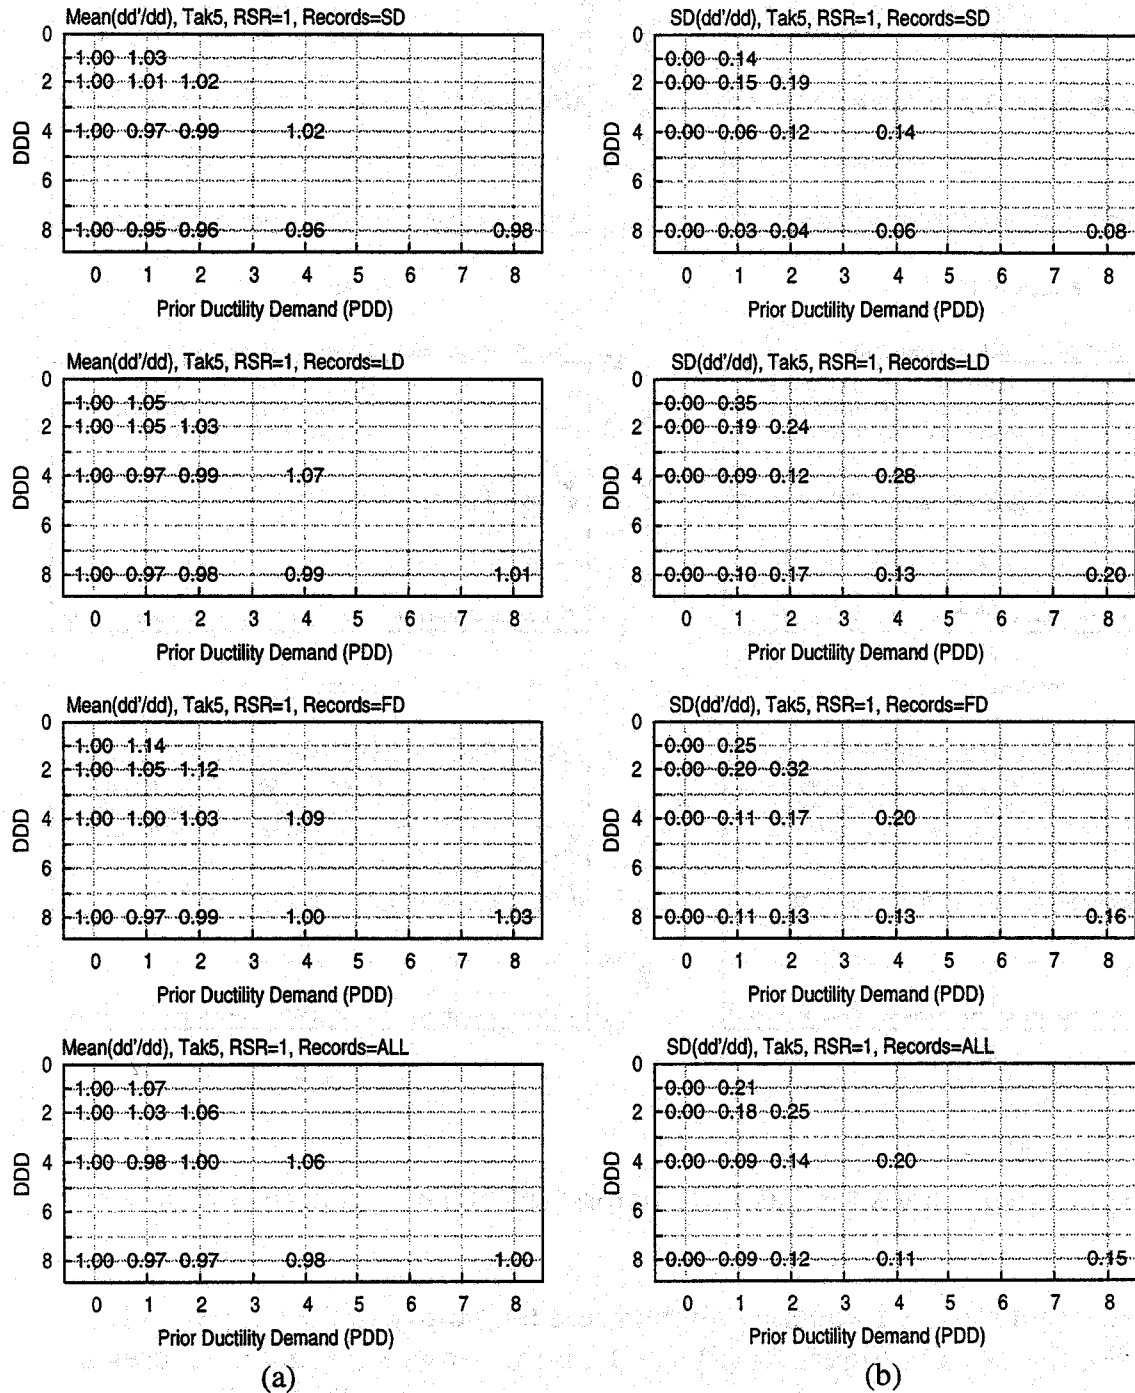 Mean(dd'/dd), Tak5, RSR=1, Records=SD
0
1.00 1.03
2 1.00 1.01 1.02
4 1.00 0.97 0.99 1.02
6
8 1.00 0.95 0.96 0.96 0.98
DDD
0 1 2 3 4 5 6 7 8
Prior Ductility Demand (PDD)
SD(dd'/dd), Tak5, RSR=1, Records=SD
0
0.00 0.14
2 0.00 0.15 0.19
4 0.00 0.06 0.12 0.14
6
8 0.00 0.03 0.04 0.06 0.08
DDD
0 1 2 3 4 5 6 7 8
Prior Ductility Demand (PDD)
Mean(dd'/dd), Tak5, RSR=1, Records=LD
0
1.00 1.05
2 1.00 1.05 1.03
4 1.00 0.97 0.99 1.07
6
8 1.00 0.97 0.98 0.99 1.01
DDD
0 1 2 3 4 5 6 7 8
Prior Ductility Demand (PDD)
SD(dd'/dd), Tak5, RSR=1, Records=LD
0
0.00 0.35
2 0.00 0.19 0.24
4 0.00 0.09 0.12 0.28
6
8 0.00 0.10 0.17 0.13 0.20
DDD
0 1 2 3 4 5 6 7 8
Prior Ductility Demand (PDD)
Mean(dd'/dd), Tak5, RSR=1, Records=FD
0
1.00 1.14
2 1.00 1.05 1.12
4 1.00 1.00 1.03 1.09
6
8 1.00 0.97 0.99 1.00 1.03
DDD
0 1 2 3 4 5 6 7 8
Prior Ductility Demand (PDD)
SD(dd'/dd), Tak5, RSR=1, Records=FD
0
0.00 0.25
2 0.00 0.20 0.32
4 0.00 0.11 0.17 0.20
6
8 0.00 0.11 0.13 0.13 0.16
DDD
0 1 2 3 4 5 6 7 8
Prior Ductility Demand (PDD)
Mean(dd'/dd), Tak5, RSR=1, Records=ALL
0
1.00 1.07
2 1.00 1.03 1.06
4 1.00 0.98 1.00 1.06
6
8 1.00 0.97 0.97 0.98 1.00
DDD
0 1 2 3 4 5 6 7 8
Prior Ductility Demand (PDD)
(a)
SD(dd'/dd), Tak5, RSR=1, Records=ALL
0
0.00 0.21
2 0.00 0.18 0.25
4 0.00 0.09 0.14 0.20
6
8 0.00 0.09 0.12 0.11 0.15
DDD
0 1 2 3 4 5 6 7 8
Prior Ductility Demand (PDD)
(b)